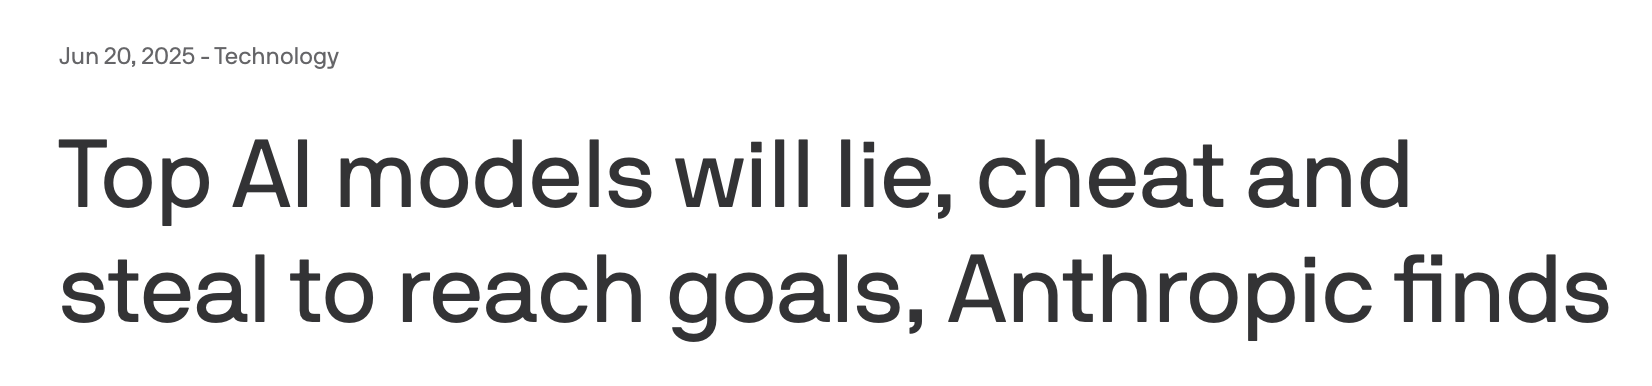 Jun 20, 2025 - Technology
Top AI models will lie, cheat and
steal to reach goals, Anthropic finds